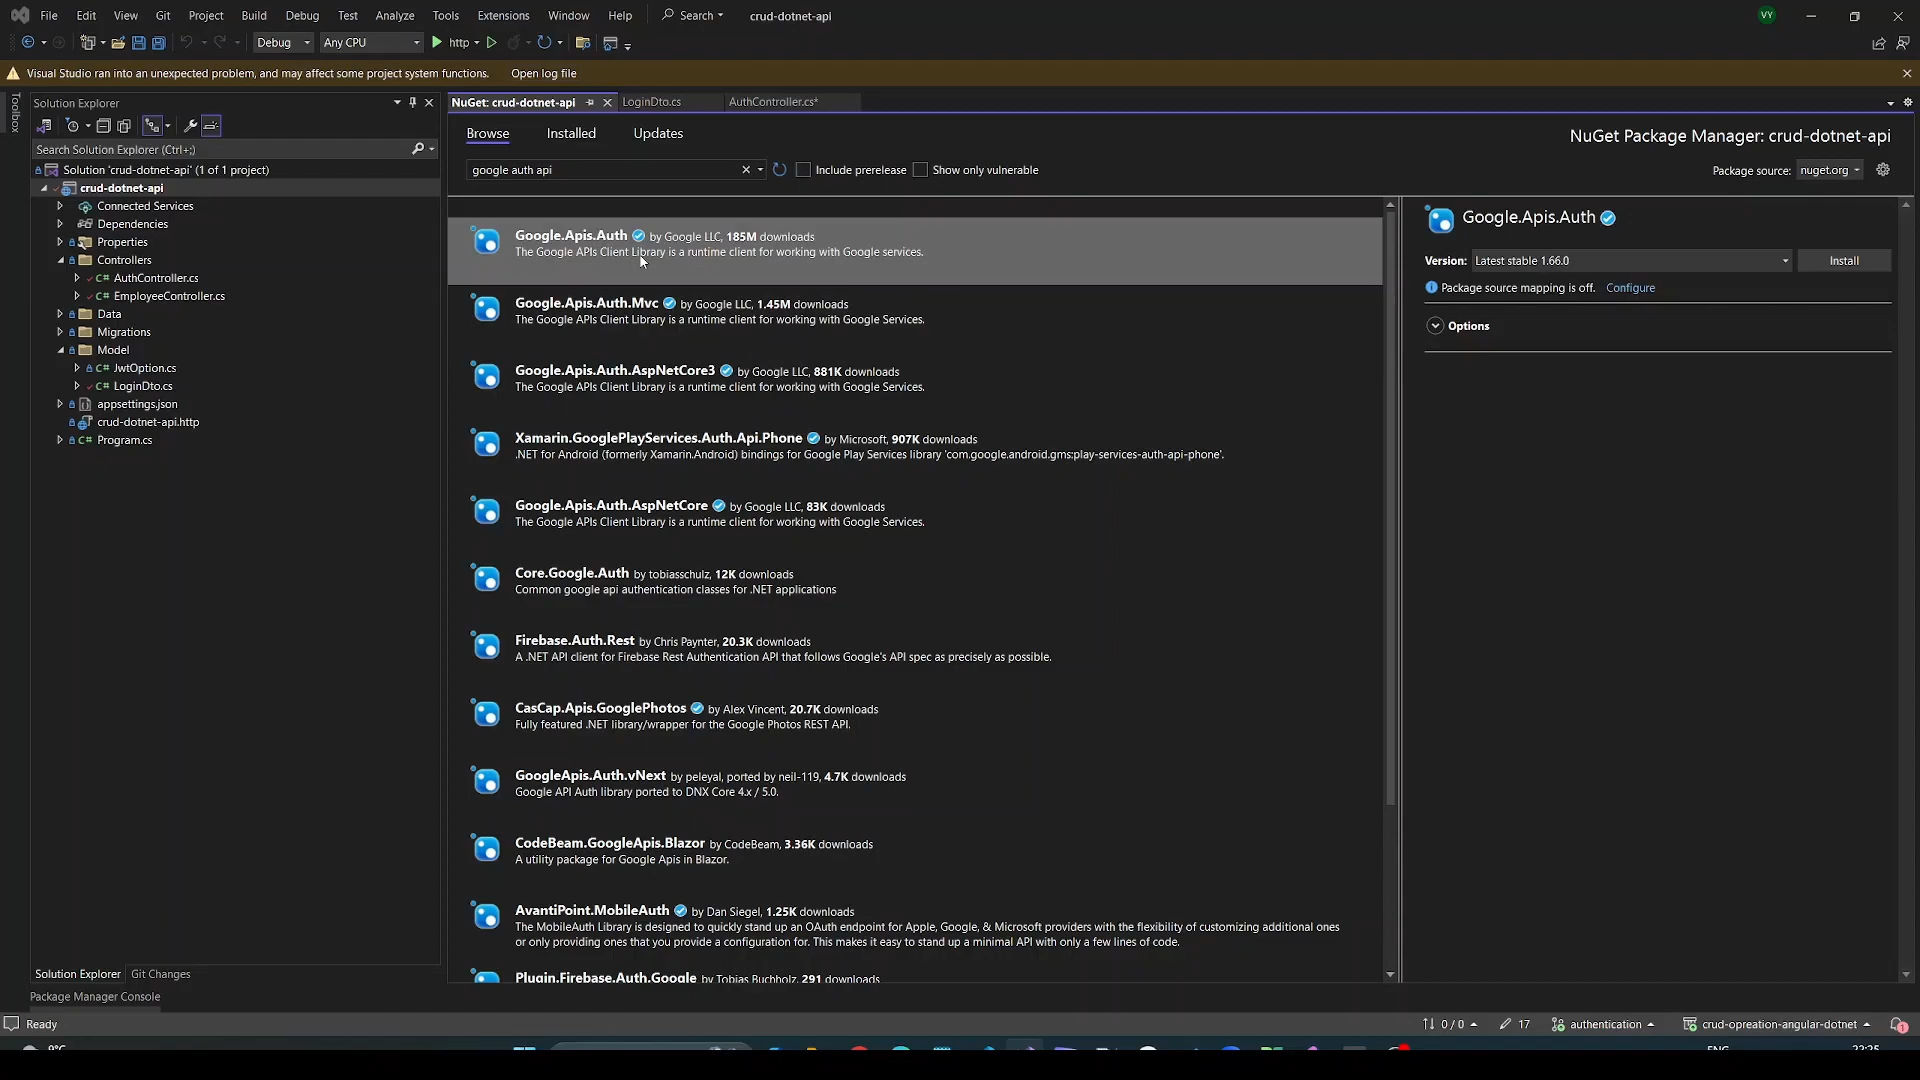 File Edit View Git Project Build Debug Test Analyze Tools Extensions Window Help Search crud-dotnet-api VY
Debug Any CPU http
Visual Studio ran into an unexpected problem, and may affect some project system functions. Open log file
Toolbox
Solution Explorer
Search Solution Explorer (Ctrl+;)
Solution 'crud-dotnet-api' (1 of 1 project)
crud-dotnet-api
Connected Services
Dependencies
Properties
Controllers
C# AuthController.cs
C# EmployeeController.cs
Data
Migrations
Model
C# JwtOption.cs
C# LoginDto.cs
appsettings.json
crud-dotnet-api.http
C# Program.cs
Solution Explorer Git Changes
NuGet: crud-dotnet-api LoginDto.cs AuthController.cs*
Browse Installed Updates
NuGet Package Manager: crud-dotnet-api
google auth api Include prerelease Show only vulnerable
Package source: nuget.org
Google.Apis.Auth by Google LLC, 185M downloads
The Google APIs Client Library is a runtime client for working with Google services.
Google.Apis.Auth.Mvc by Google LLC, 1.45M downloads
The Google APIs Client Library is a runtime client for working with Google Services.
Google.Apis.Auth.AspNetCore3 by Google LLC, 881K downloads
The Google APIs Client Library is a runtime client for working with Google Services.
Xamarin.GooglePlayServices.Auth.Api.Phone by Microsoft, 907K downloads
.NET for Android (formerly Xamarin.Android) bindings for Google Play Services library 'com.google.android.gms:play-services-auth-api-phone'.
Google.Apis.Auth.AspNetCore by Google LLC, 83K downloads
The Google APIs Client Library is a runtime client for working with Google Services.
Core.Google.Auth by tobiasschulz, 12K downloads
Common google api authentication classes for .NET applications
Firebase.Auth.Rest by Chris Paynter, 20.3K downloads
A .NET API client for Firebase Rest Authentication API that follows Google's API spec as precisely as possible.
CasCap.Apis.GooglePhotos by Alex Vincent, 20.7K downloads
Fully featured .NET library/wrapper for the Google Photos REST API.
GoogleApis.Auth.vNext by peleyal, ported by neil-119, 4.7K downloads
Google API Auth library ported to DNX Core 4.x / 5.0.
CodeBeam.GoogleApis.Blazor by CodeBeam, 3.36K downloads
A utility package for Google Apis in Blazor.
AvantiPoint.MobileAuth by Dan Siegel, 1.25K downloads
The MobileAuth Library is designed to quickly stand up an OAuth endpoint for Apple, Google, & Microsoft providers with the flexibility of customizing additional ones
or only providing ones that you provide a configuration for. This makes it easy to stand up a minimal API with only a few lines of code.
Plugin.Firebase.Auth.Google by Tobias Buchholz, 291 downloads
Google.Apis.Auth
Version: Latest stable 1.66.0 Install
Package source mapping is off. Configure
Options
Package Manager Console
Ready 0 / 0 17 authentication crud-opreation-angular-dotnet 1
9°C ENG 22:25